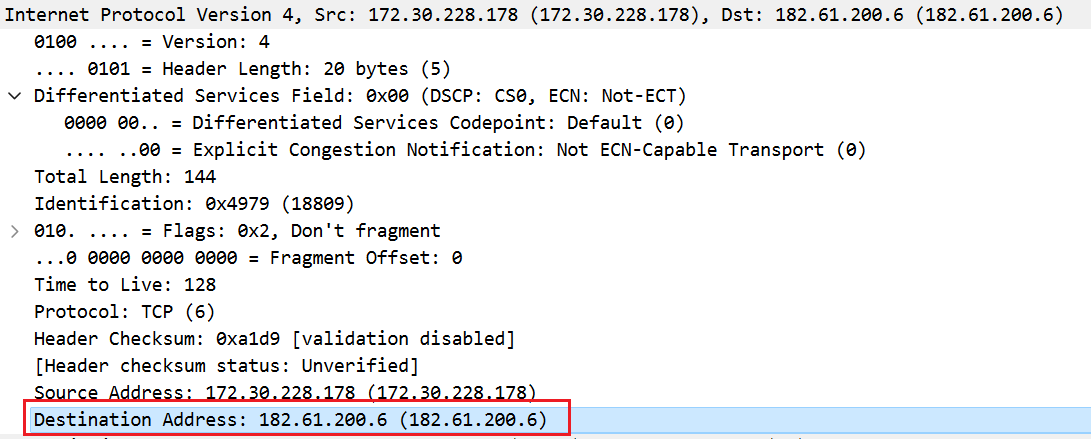 Internet Protocol Version 4, Src: 172.30.228.178 (172.30.228.178), Dst: 182.61.200.6 (182.61.200.6)
0100 .... = Version: 4
.... 0101 = Header Length: 20 bytes (5)
Differentiated Services Field: 0x00 (DSCP: CS0, ECN: Not-ECT)
0000 00.. = Differentiated Services Codepoint: Default (0)
.... ..00 = Explicit Congestion Notification: Not ECN-Capable Transport (0)
Total Length: 144
Identification: 0x4979 (18809)
010. .... = Flags: 0x2, Don't fragment
...0 0000 0000 0000 = Fragment Offset: 0
Time to Live: 128
Protocol: TCP (6)
Header Checksum: 0xa1d9 [validation disabled]
[Header checksum status: Unverified]
Source Address: 172.30.228.178 (172.30.228.178)
Destination Address: 182.61.200.6 (182.61.200.6)